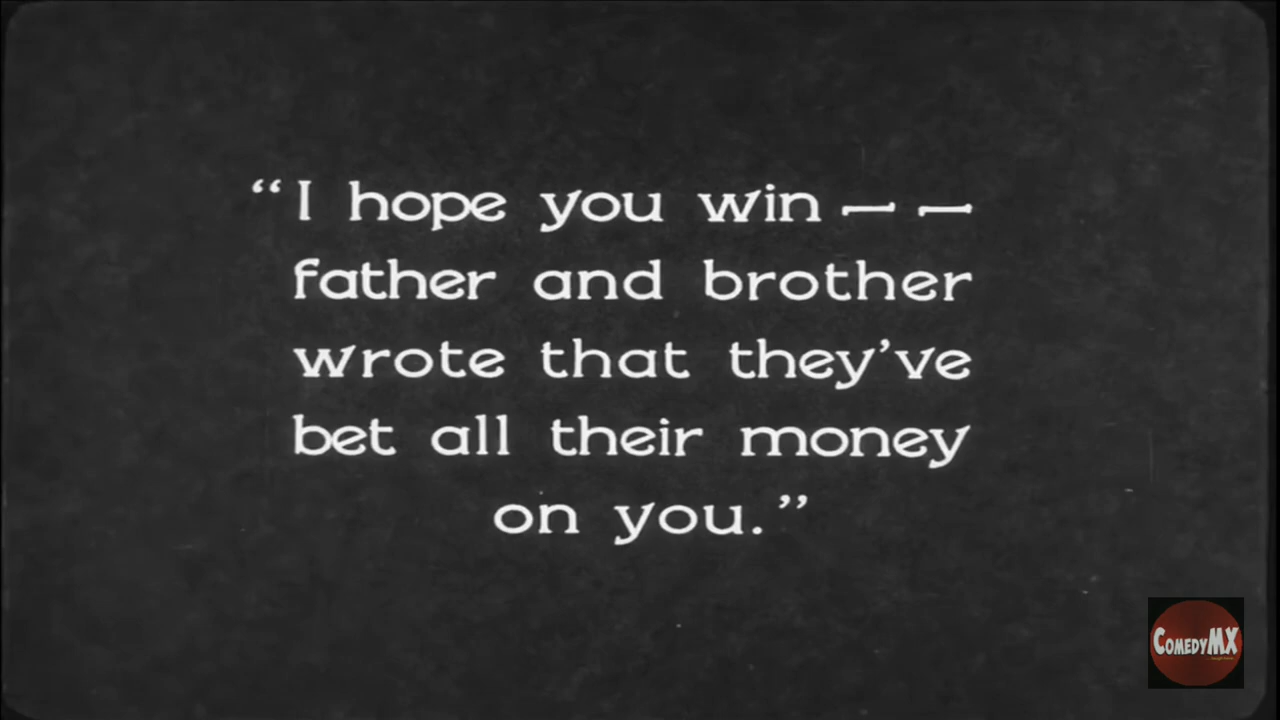 “I hope you win — —
father and brother
wrote that they’ve
bet all their money
on you.”
COMEDYMX